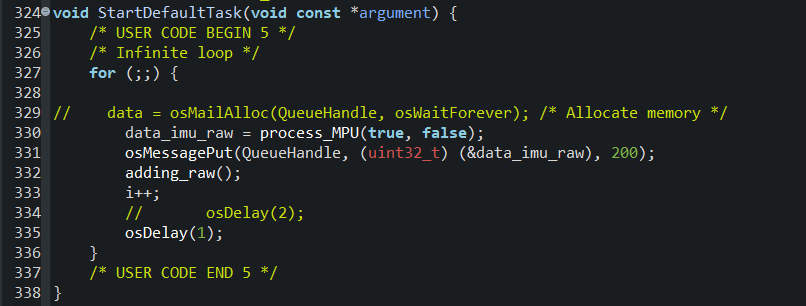 324 void StartDefaultTask(void const *argument) {
325 /* USER CODE BEGIN 5 */
326 /* Infinite loop */
327 for (;;) {
328
329 // data = osMailAlloc(QueueHandle, osWaitForever); /* Allocate memory */
330 data_imu_raw = process_MPU(true, false);
331 osMessagePut(QueueHandle, (uint32_t) (&data_imu_raw), 200);
332 adding_raw();
333 i++;
334 // osDelay(2);
335 osDelay(1);
336 }
337 /* USER CODE END 5 */
338 }